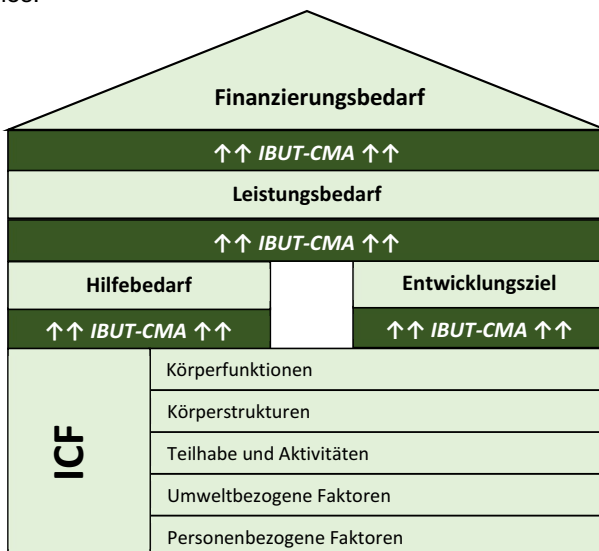 Finanzierungsbedarf
↑↑ IBUT-CMA ↑↑
Leistungsbedarf
↑↑ IBUT-CMA ↑↑
Hilfebedarf
Entwicklungsziel
↑↑ IBUT-CMA ↑↑
↑↑ IBUT-CMA ↑↑
ICF
Körperfunktionen
Körperstrukturen
Teilhabe und Aktivitäten
Umweltbezogene Faktoren
Personenbezogene Faktoren